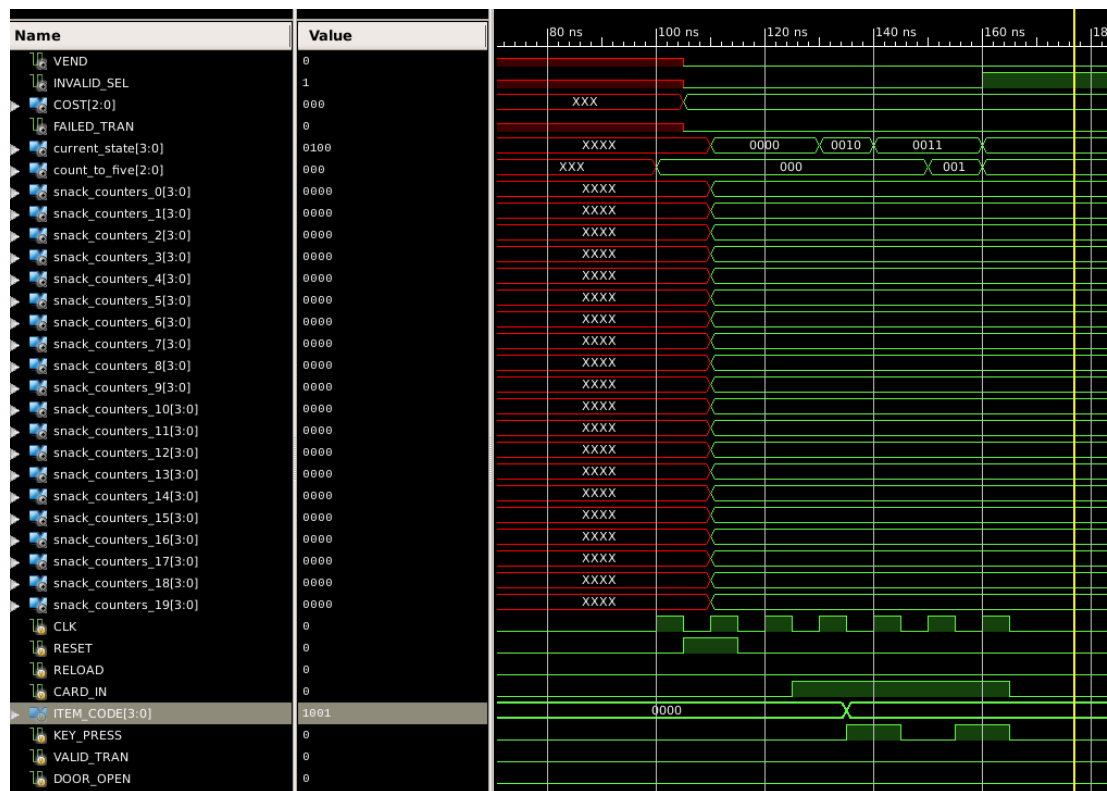 Name Value 80 ns 100 ns 120 ns 140 ns 160 ns 18
VEND 0
INVALID_SEL 1
COST[2:0] 000 XXX
FAILED_TRAN 0
current_state[3:0] 0100 XXXX 0000 0010 0011
count_to_five[2:0] 000 XXX 000 001
snack_counters_0[3:0] 0000 XXXX
snack_counters_1[3:0] 0000 XXXX
snack_counters_2[3:0] 0000 XXXX
snack_counters_3[3:0] 0000 XXXX
snack_counters_4[3:0] 0000 XXXX
snack_counters_5[3:0] 0000 XXXX
snack_counters_6[3:0] 0000 XXXX
snack_counters_7[3:0] 0000 XXXX
snack_counters_8[3:0] 0000 XXXX
snack_counters_9[3:0] 0000 XXXX
snack_counters_10[3:0] 0000 XXXX
snack_counters_11[3:0] 0000 XXXX
snack_counters_12[3:0] 0000 XXXX
snack_counters_13[3:0] 0000 XXXX
snack_counters_14[3:0] 0000 XXXX
snack_counters_15[3:0] 0000 XXXX
snack_counters_16[3:0] 0000 XXXX
snack_counters_17[3:0] 0000 XXXX
snack_counters_18[3:0] 0000 XXXX
snack_counters_19[3:0] 0000 XXXX
CLK 0
RESET 0
RELOAD 0
CARD_IN 0
ITEM_CODE[3:0] 1001 0000
KEY_PRESS 0
VALID_TRAN 0
DOOR_OPEN 0